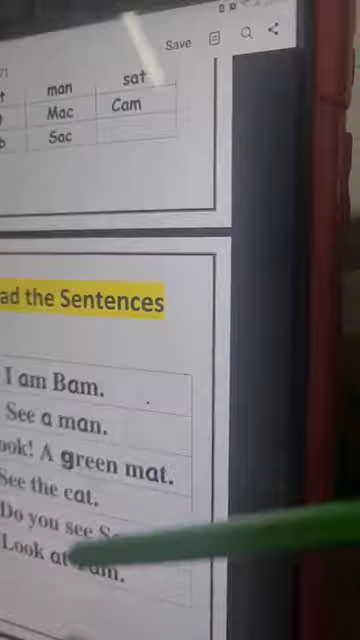 Save
71
man sat
Mac Cam
Sac
ad the Sentences
I am Bam.
See a man.
ook! A green mat.
See the cat.
Do you see
Look at